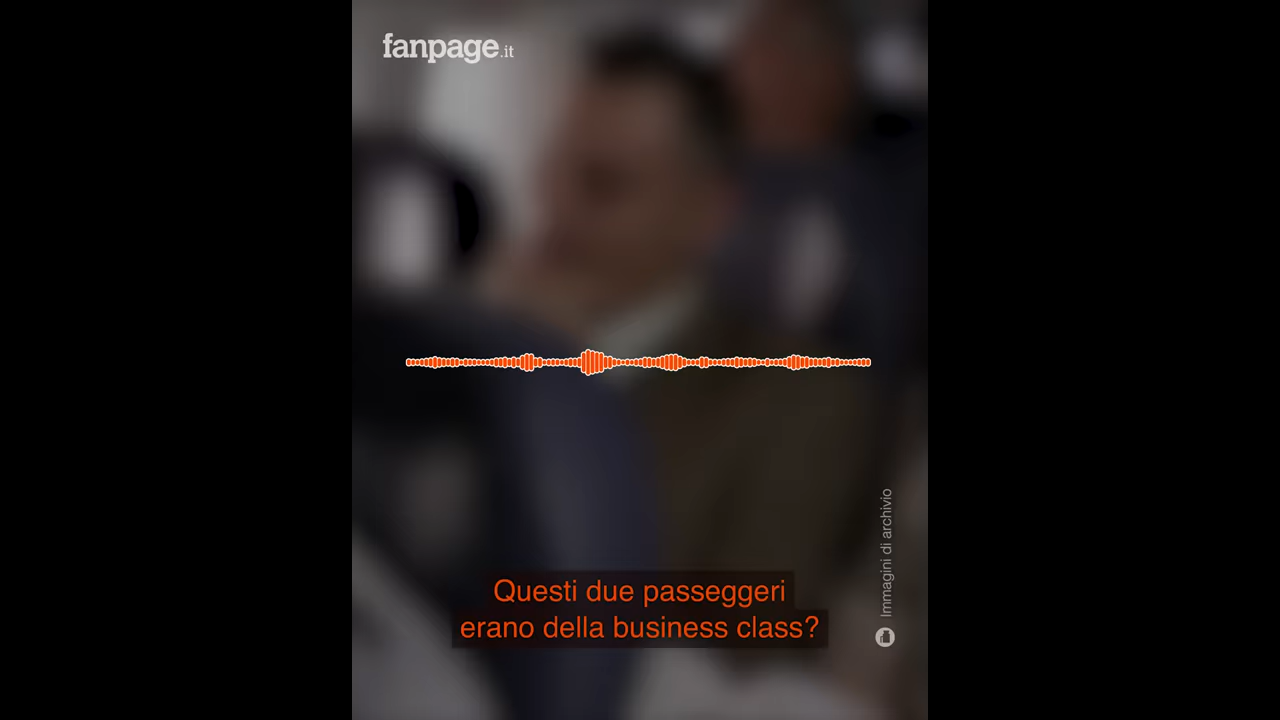 fanpage.it
Immagini di archivio
Questi due passeggeri
erano della business class?